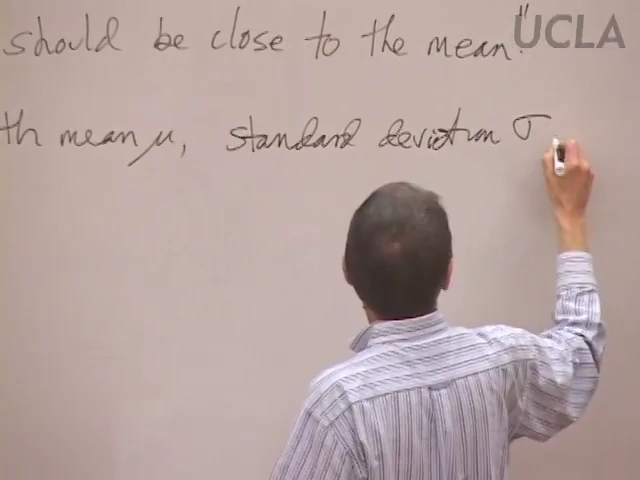 should be close to the mean."
UCLA
th mean μ, standard deviation σ